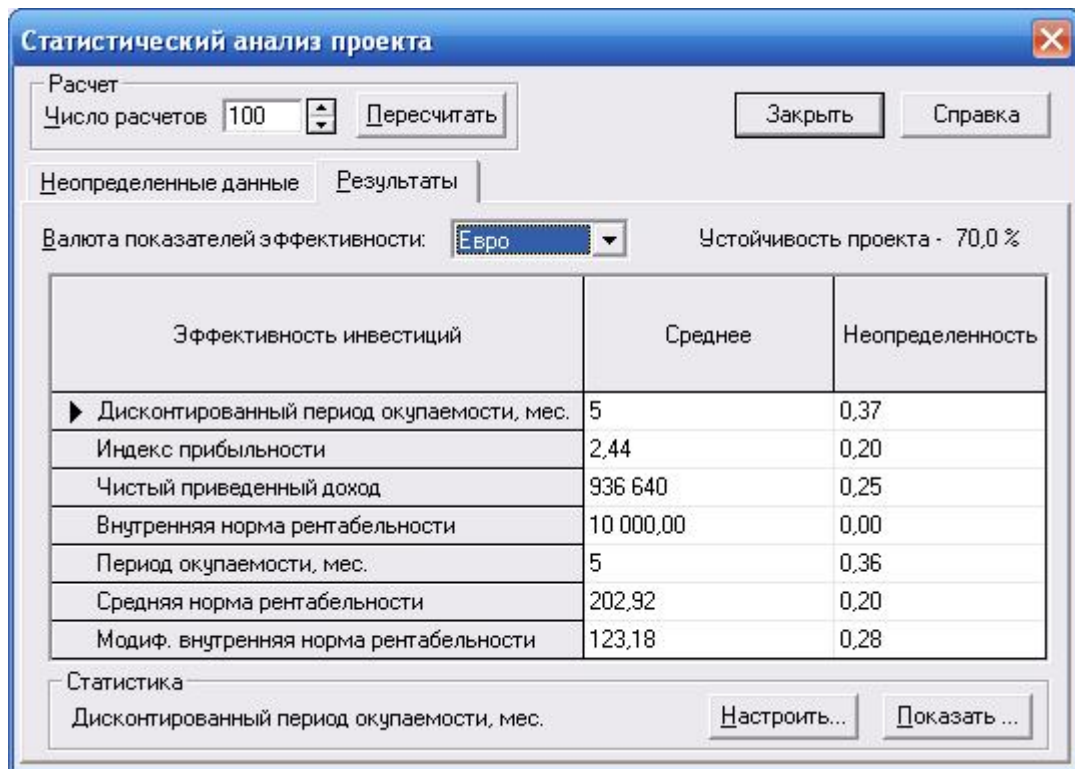 Статистический анализ проекта
Расчет
Число расчетов 100 Пересчитать Закрыть Справка
Неопределенные данные Результаты
Валюта показателей эффективности: Евро Устойчивость проекта - 70,0 %
Эффективность инвестиций Среднее Неопределенность
Дисконтированный период окупаемости, мес. 5 0,37
Индекс прибыльности 2,44 0,20
Чистый приведенный доход 936 640 0,25
Внутренняя норма рентабельности 10 000,00 0,00
Период окупаемости, мес. 5 0,36
Средняя норма рентабельности 202,92 0,20
Модиф. внутренняя норма рентабельности 123,18 0,28
Статистика
Дисконтированный период окупаемости, мес. Настроить... Показать ...